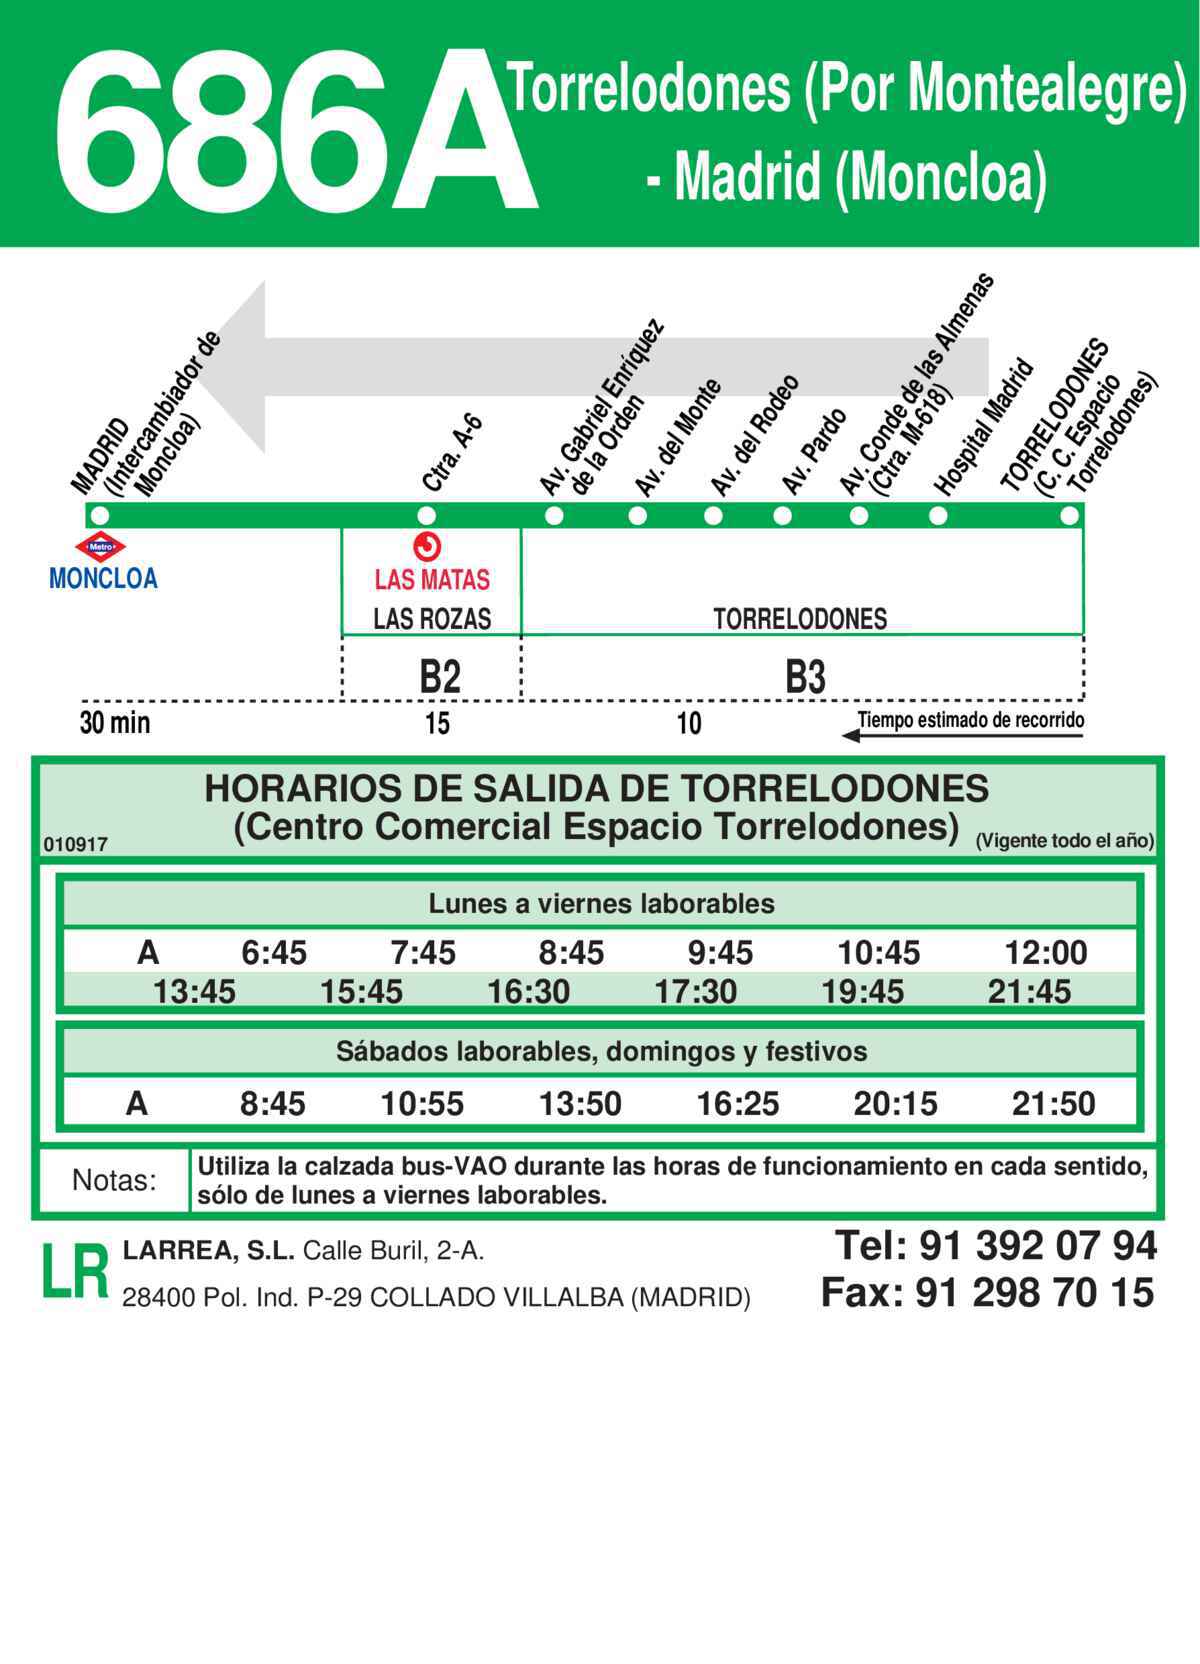 686A
Torrelodones (Por Montealegre)
- Madrid (Moncloa)
MADRID
(Intercambiador de
Moncloa)
Ctra. A-6
Av. Gabriel Enríquez
de la Orden
Av. del Monte
Av. del Rodeo
Av. Pardo
Av. Conde de las Almenas
(Ctra. M-618)
Hospital Madrid
TORRELODONES
(C. C. Espacio
Torrelodones)
Metro
MONCLOA
LAS MATAS
LAS ROZAS
TORRELODONES
B2
B3
30 min
15
10
Tiempo estimado de recorrido
HORARIOS DE SALIDA DE TORRELODONES
(Centro Comercial Espacio Torrelodones)
(Vigente todo el año)
010917
Lunes a viernes laborables
A 6:45 7:45 8:45 9:45 10:45 12:00
13:45 15:45 16:30 17:30 19:45 21:45
Sábados laborables, domingos y festivos
A 8:45 10:55 13:50 16:25 20:15 21:50
Notas:
Utiliza la calzada bus-VAO durante las horas de funcionamiento en cada sentido,
sólo de lunes a viernes laborables.
LR
LARREA, S.L. Calle Buril, 2-A.
28400 Pol. Ind. P-29 COLLADO VILLALBA (MADRID)
Tel: 91 392 07 94
Fax: 91 298 70 15